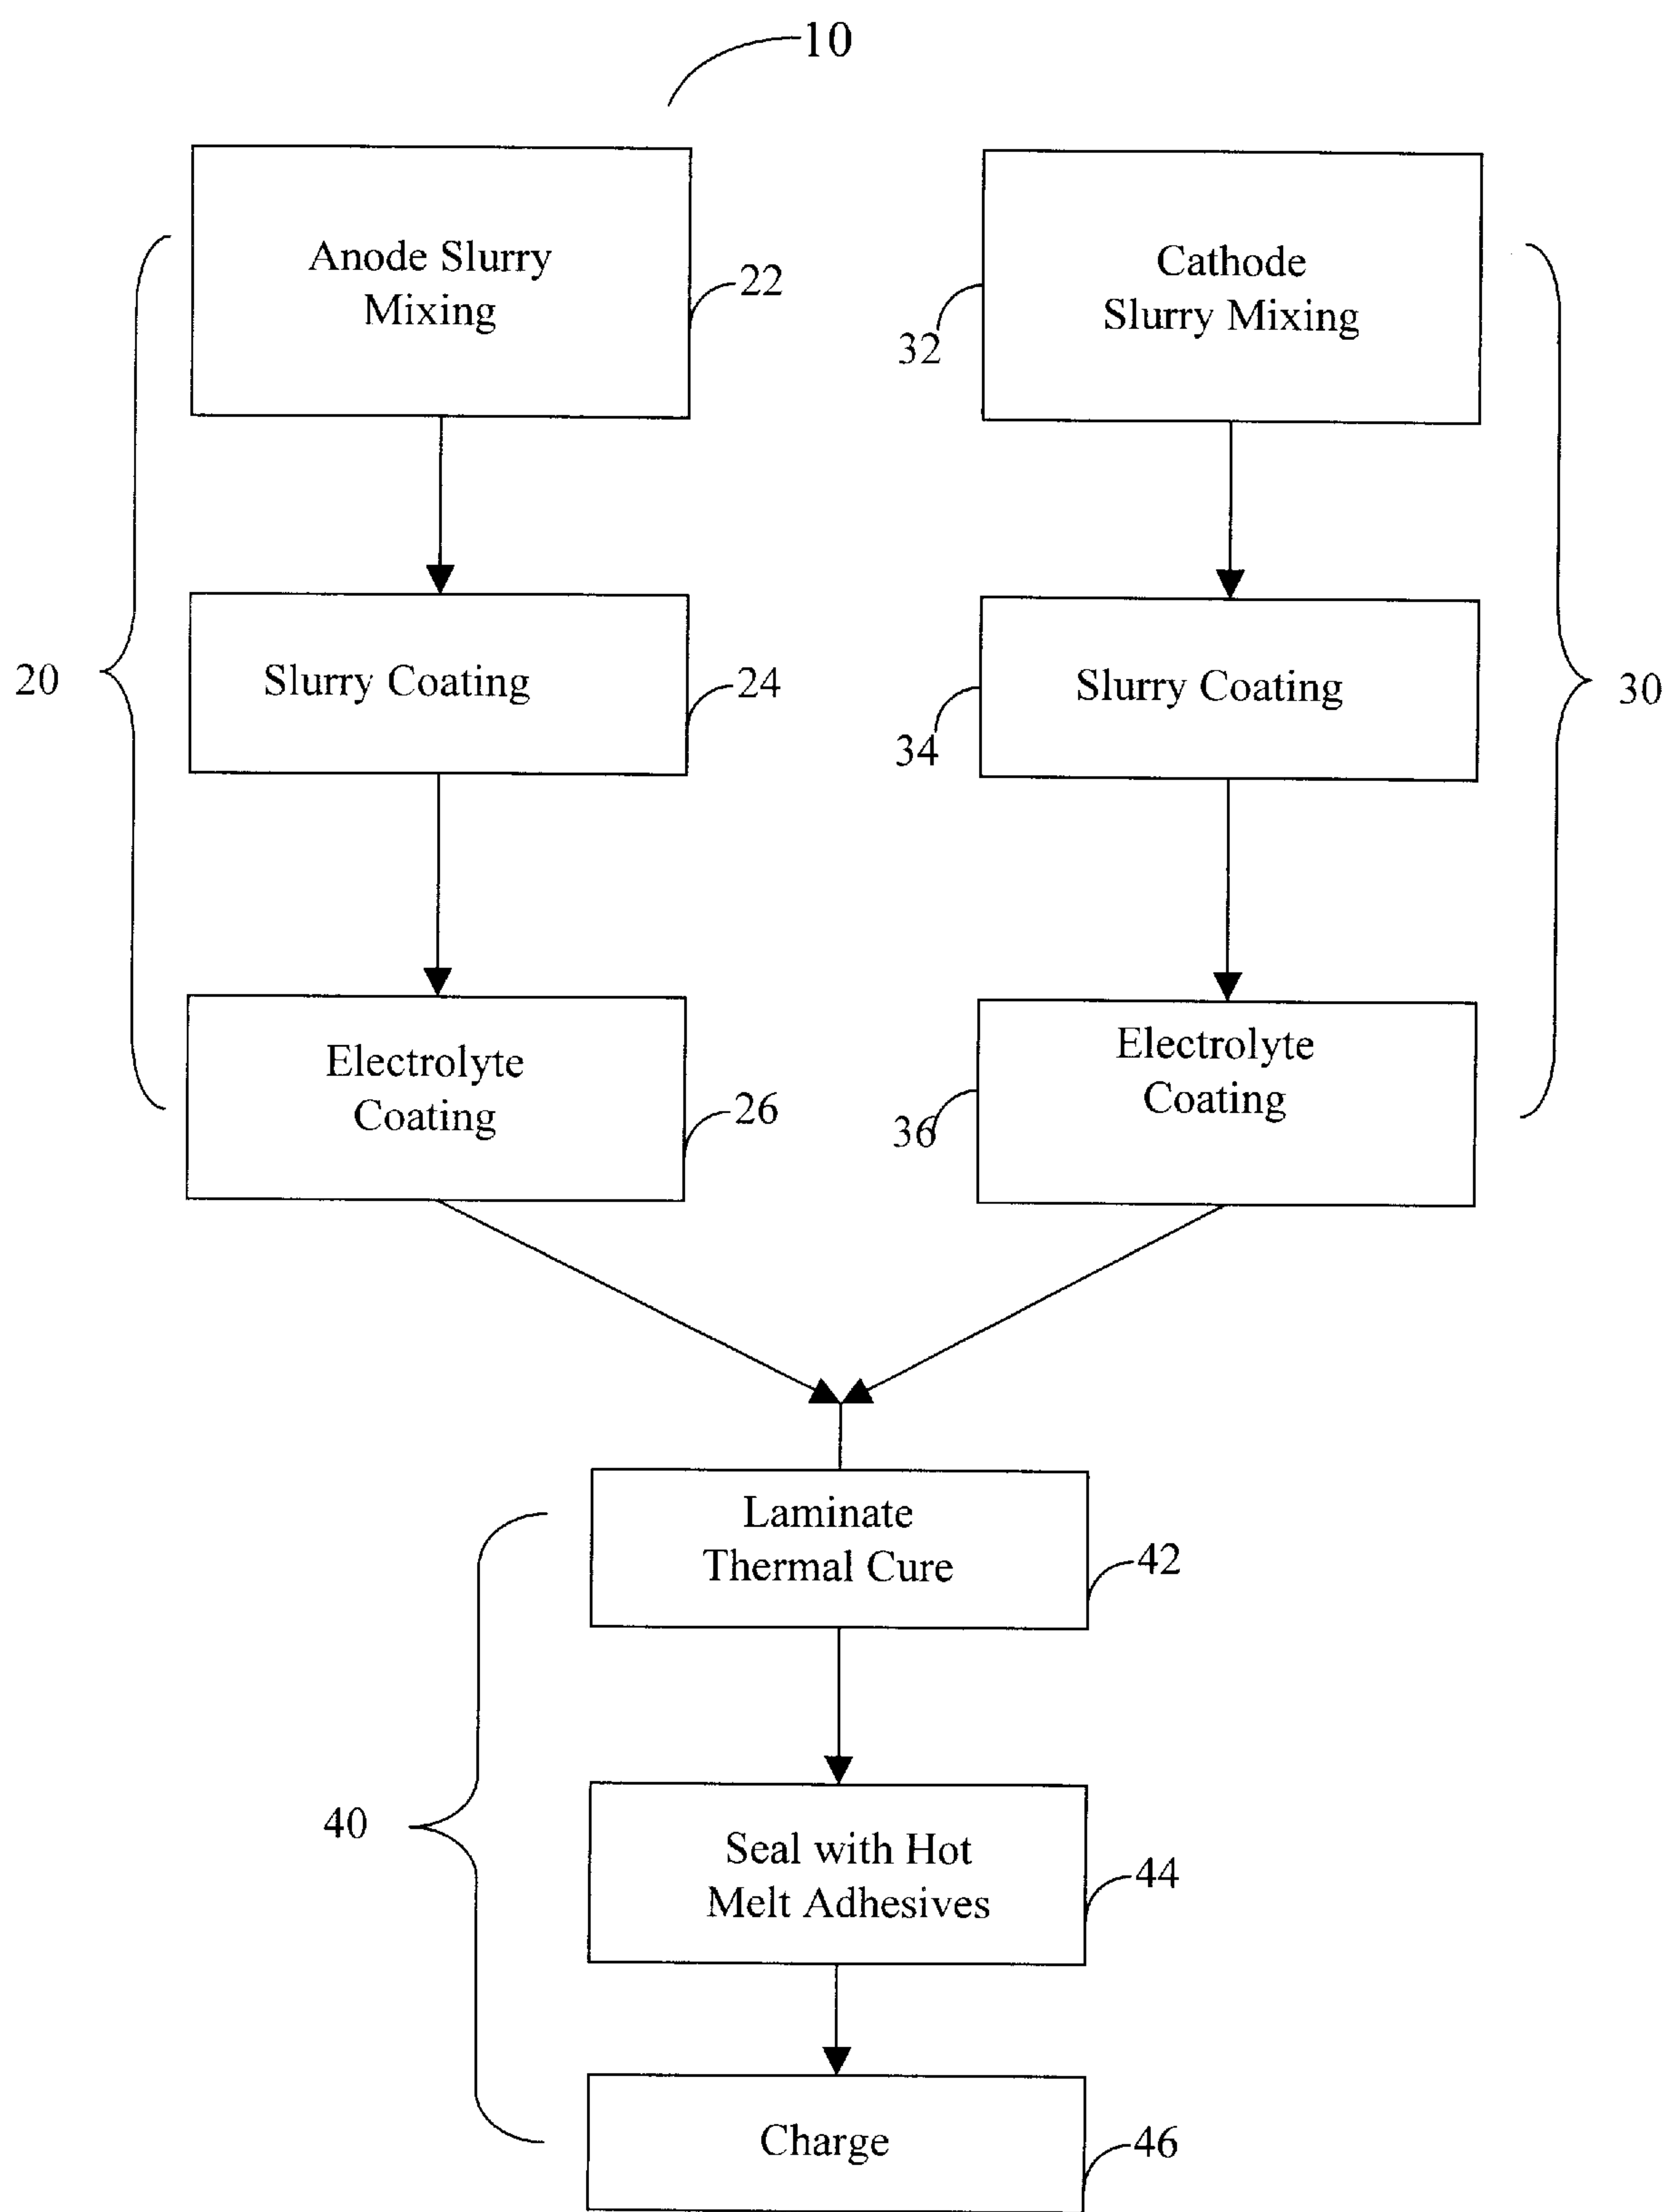 10
Anode Slurry
Mixing
22
Cathode
Slurry Mixing
32
20
Slurry Coating
24
Slurry Coating
34
30
Electrolyte
Coating
26
Electrolyte
Coating
36
Laminate
Thermal Cure
42
40
Seal with Hot
Melt Adhesives
44
Charge
46